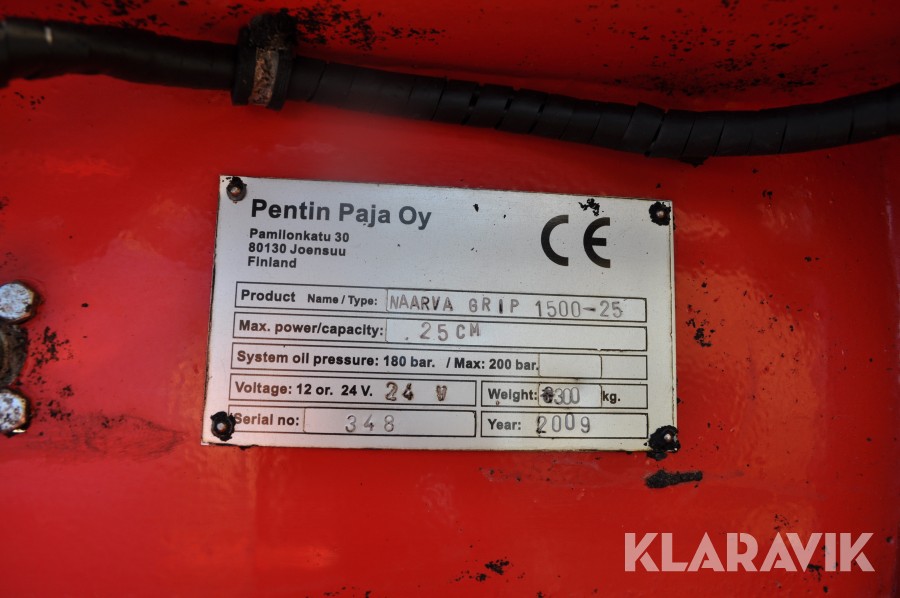 Pentin Paja Oy
Pamilonkatu 30
80130 Joensuu
Finland
CE
Product Name / Type: NAARVA GRIP 1500-25
Max. power/capacity: 25CM
System oil pressure: 180 bar. / Max: 200 bar.
Voltage: 12 or. 24 V. 24 V Weight: 300 kg.
Serial no: 348 Year: 2009
KLARAVIK